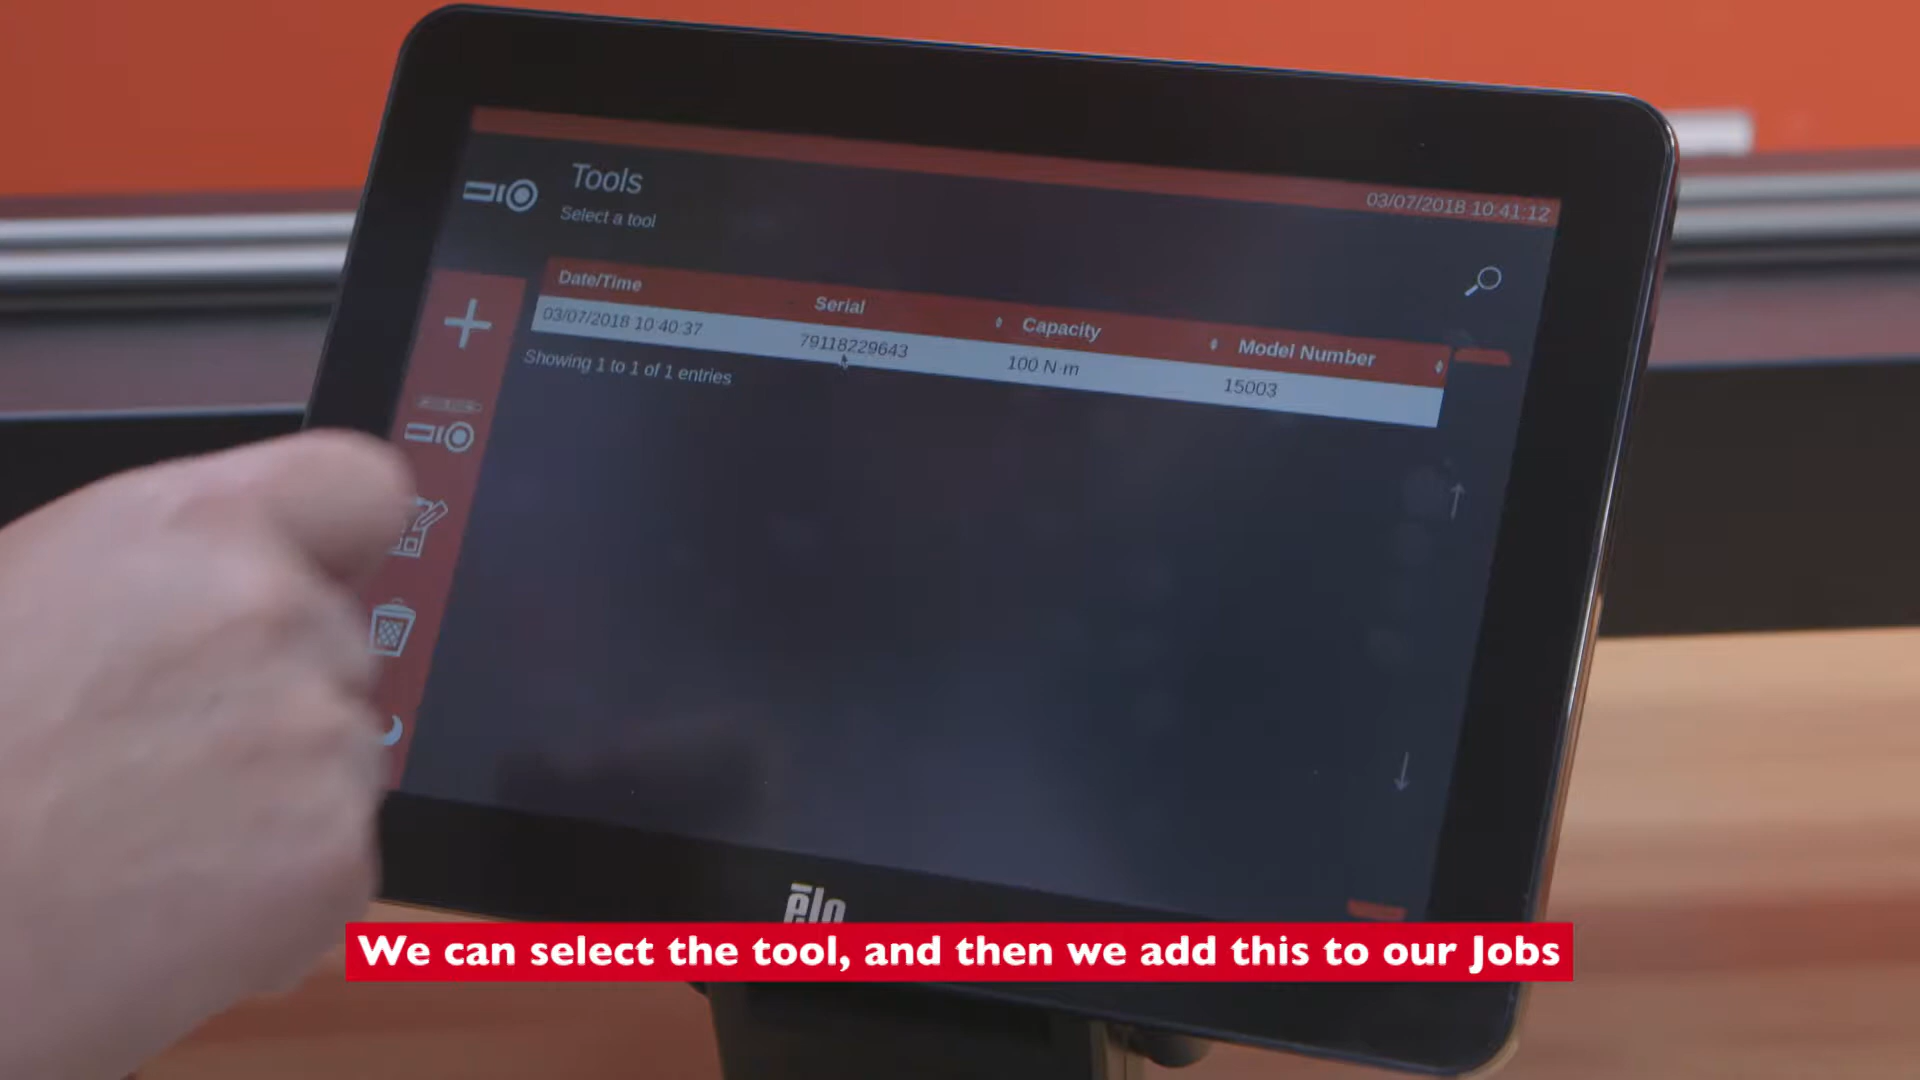 Tools
Select a tool
03/07/2018 10:41:12
Date/Time Serial Capacity Model Number
03/07/2018 10:40:37 79118229643 100 N·m 15003
Showing 1 to 1 of 1 entries
elo
We can select the tool, and then we add this to our Jobs